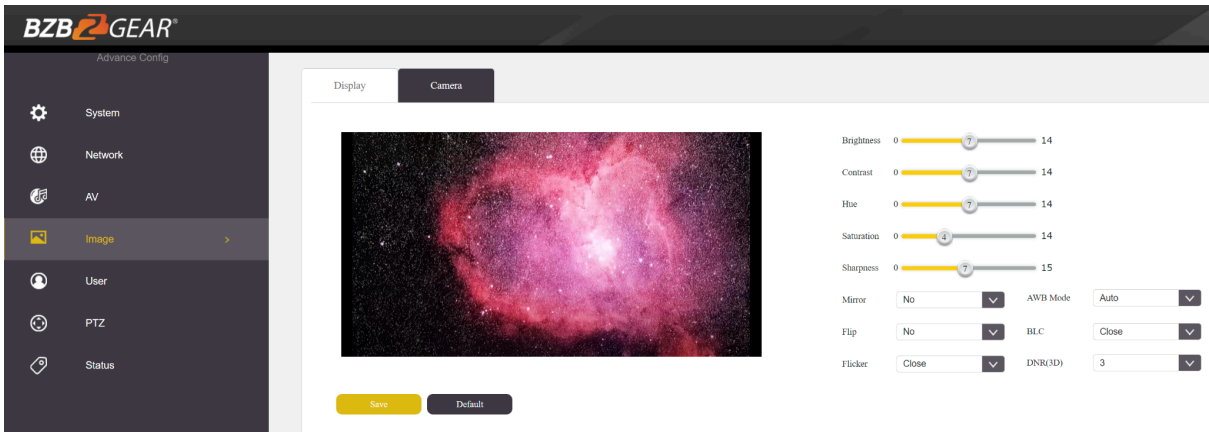 BZBGEAR®
Advance Config
System
Network
AV
Image >
User
PTZ
Status
Display Camera
Brightness 0 7 14
Contrast 0 7 14
Hue 0 7 14
Saturation 0 4 14
Sharpness 0 7 15
Mirror No AWB Mode Auto
Flip No BLC Close
Flicker Close DNR(3D) 3
Save Default